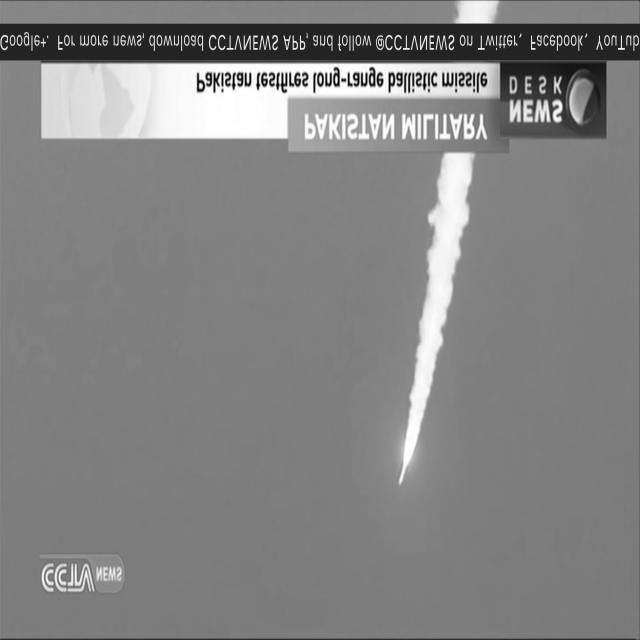 CCTV NEWS
PAKISTAN MILITARY
NEWS
DESK
Pakistan testfires long-range ballistic missile
Google+. For more news, download CCTVNEWS APP, and follow @CCTVNEWS on Twitter、Facebook、YouTub